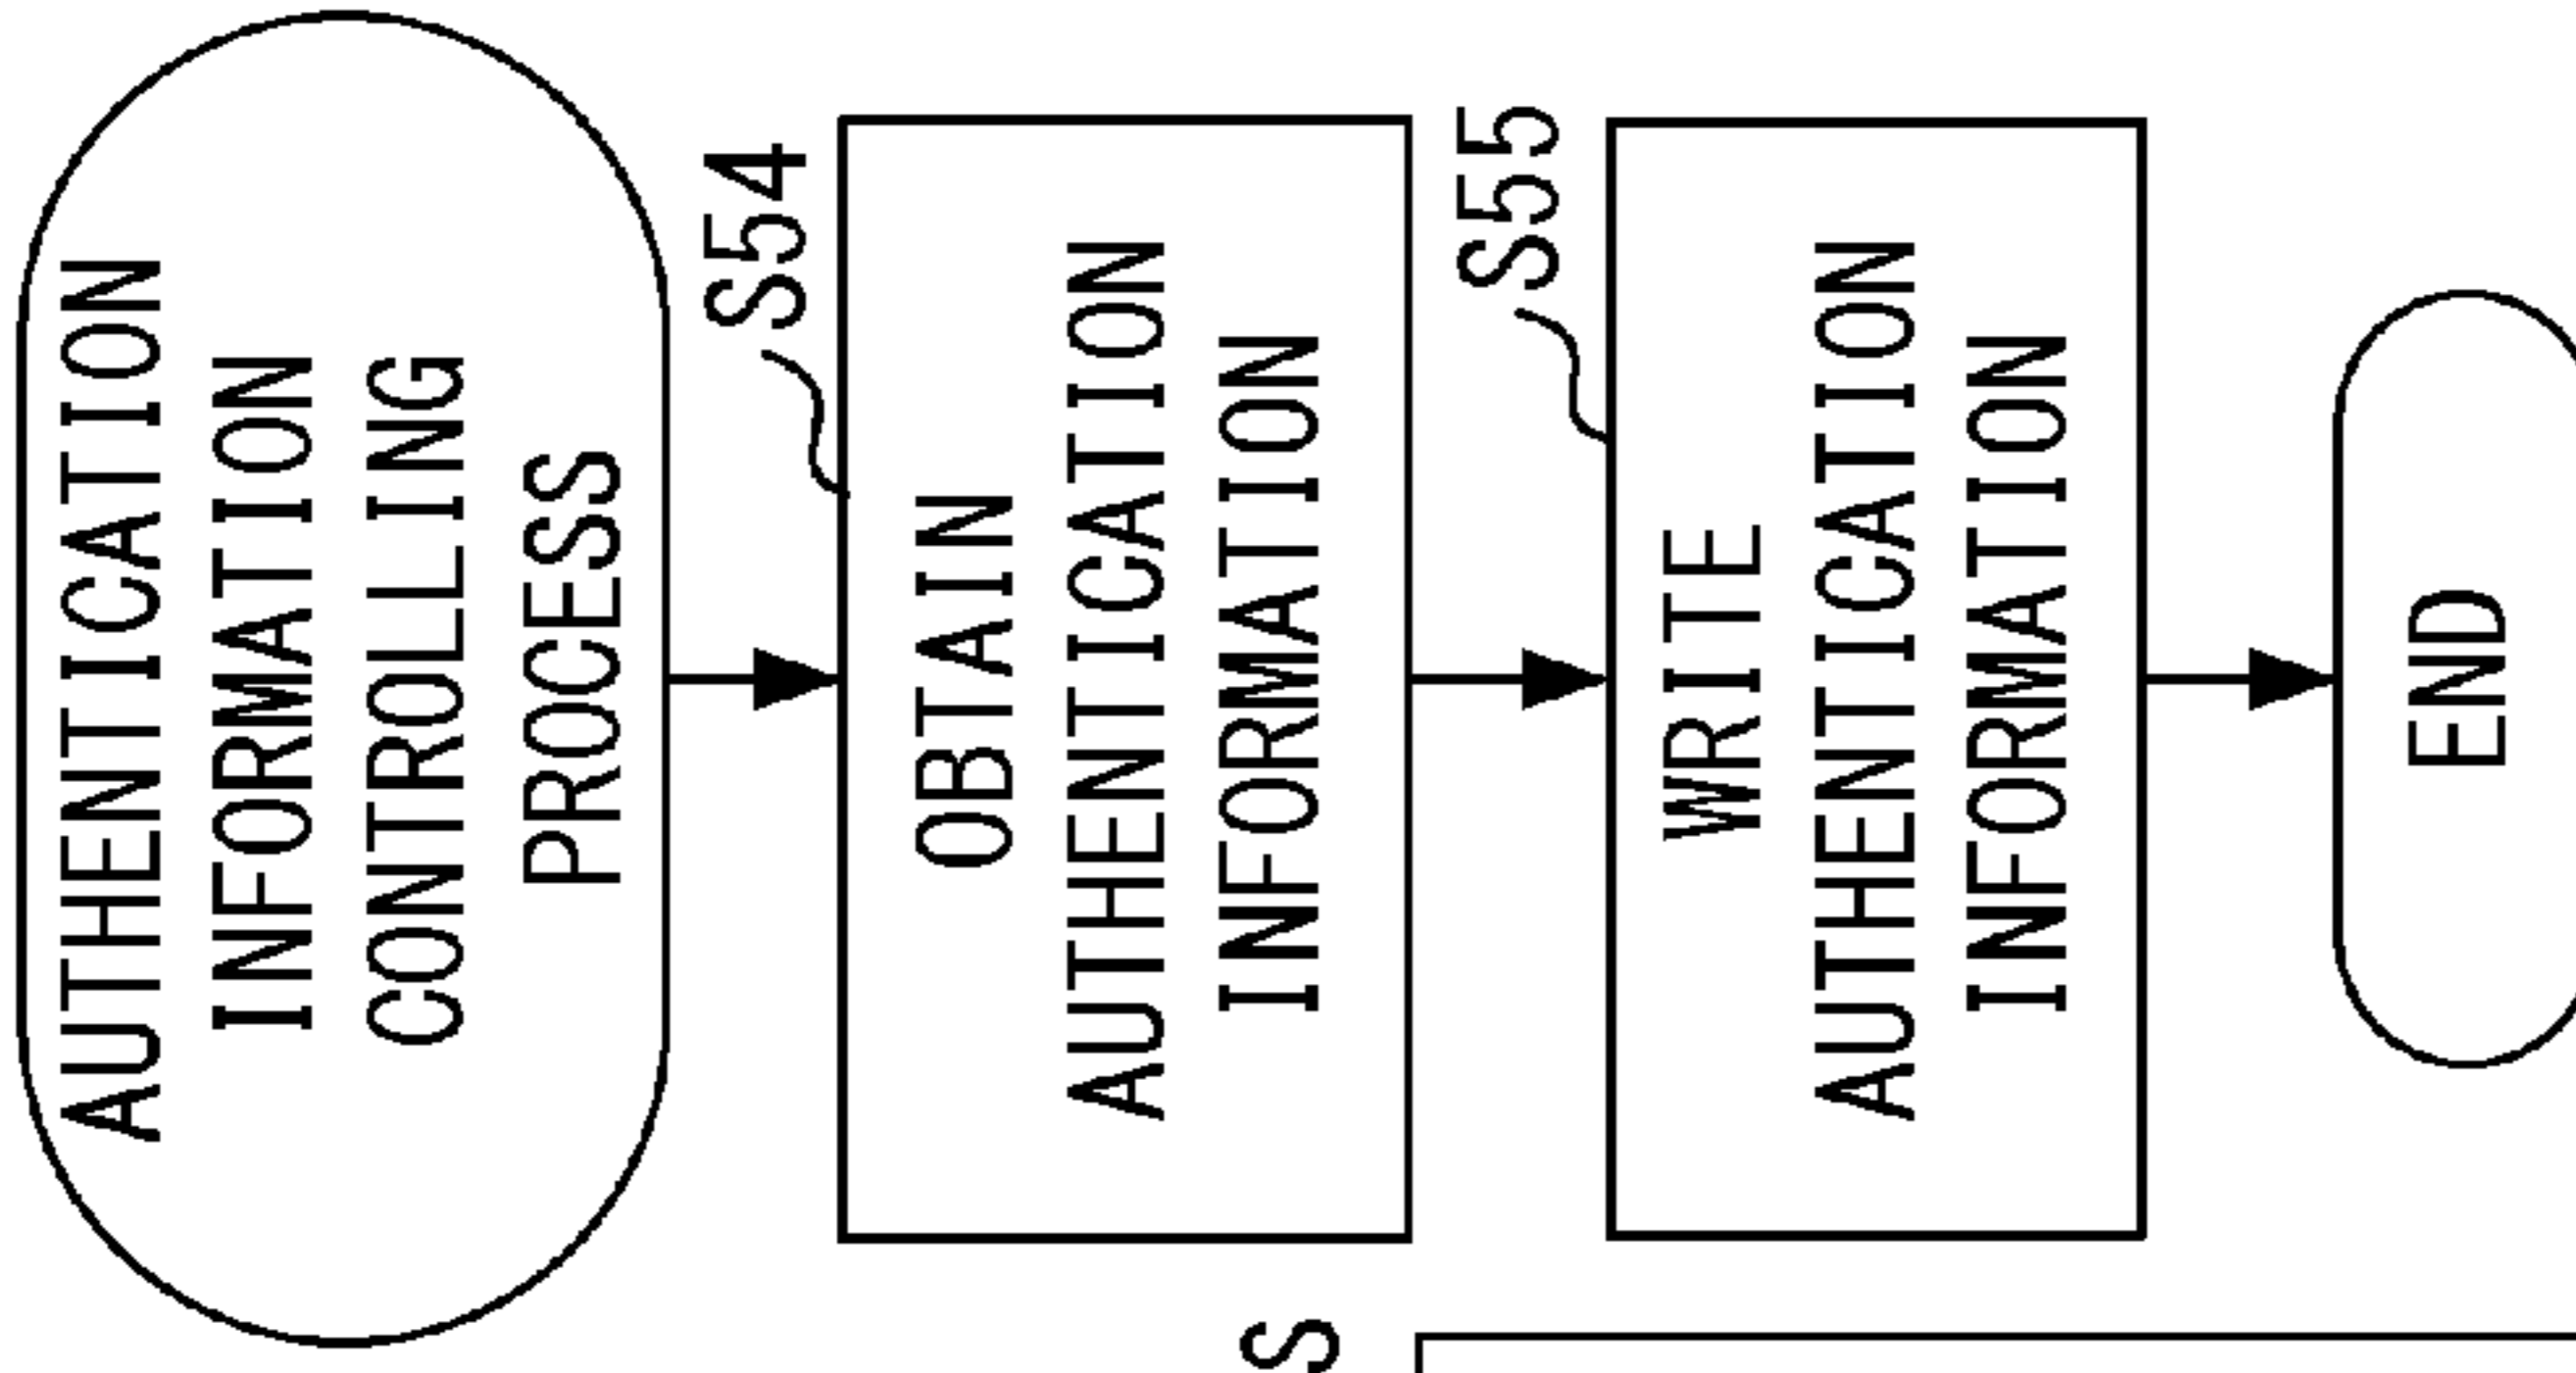 AUTHENTICATION
INFORMATION
CONTROLLING
PROCESS
S54
OBTAIN
AUTHENTICATION
INFORMATION
S55
WRITE
AUTHENTICATION
INFORMATION
END
S